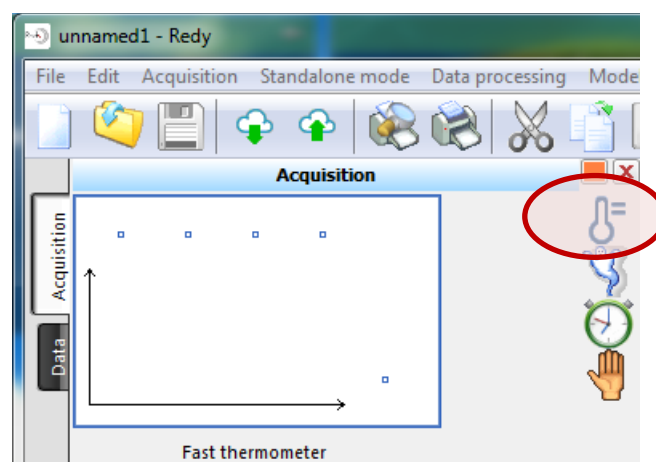 unnamed1 - Redy
File Edit Acquisition Standalone mode Data processing Mode
Acquisition
Acquisition
Data
Fast thermometer